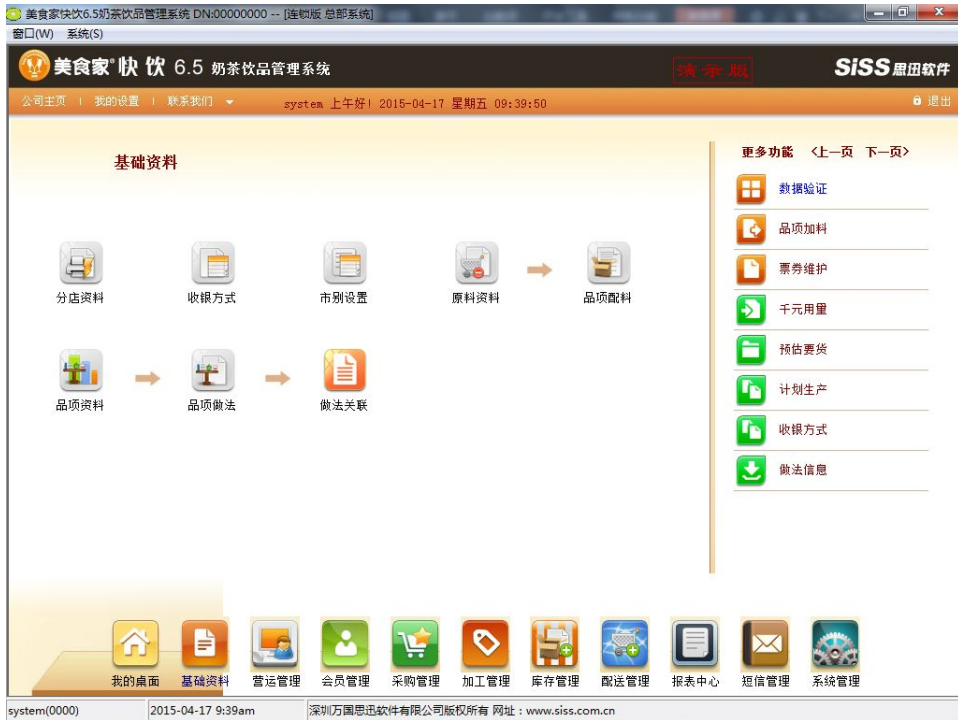 美食家快饮6.5奶茶饮品管理系统 DN:00000000 -- [连锁版 总部系统]
窗口(W) 系统(S)
美食家®快饮 6.5 奶茶饮品管理系统
演示版
SiSS 思迅软件
公司主页 | 我的设置 | 联系我们
system 上午好! 2015-04-17 星期五 09:39:50
退出
基础资料
更多功能 <上一页 下一页>
数据验证
品项加料
票券维护
千元用量
预估要货
计划生产
收银方式
做法信息
分店资料 收银方式 市别设置 原料资料 品项配料
品项资料 品项做法 做法关联
我的桌面 基础资料 营运管理 会员管理 采购管理 加工管理 库存管理 配送管理 报表中心 短信管理 系统管理
system(0000) 2015-04-17 9:39am 深圳万国思迅软件有限公司版权所有 网址：www.siss.com.cn